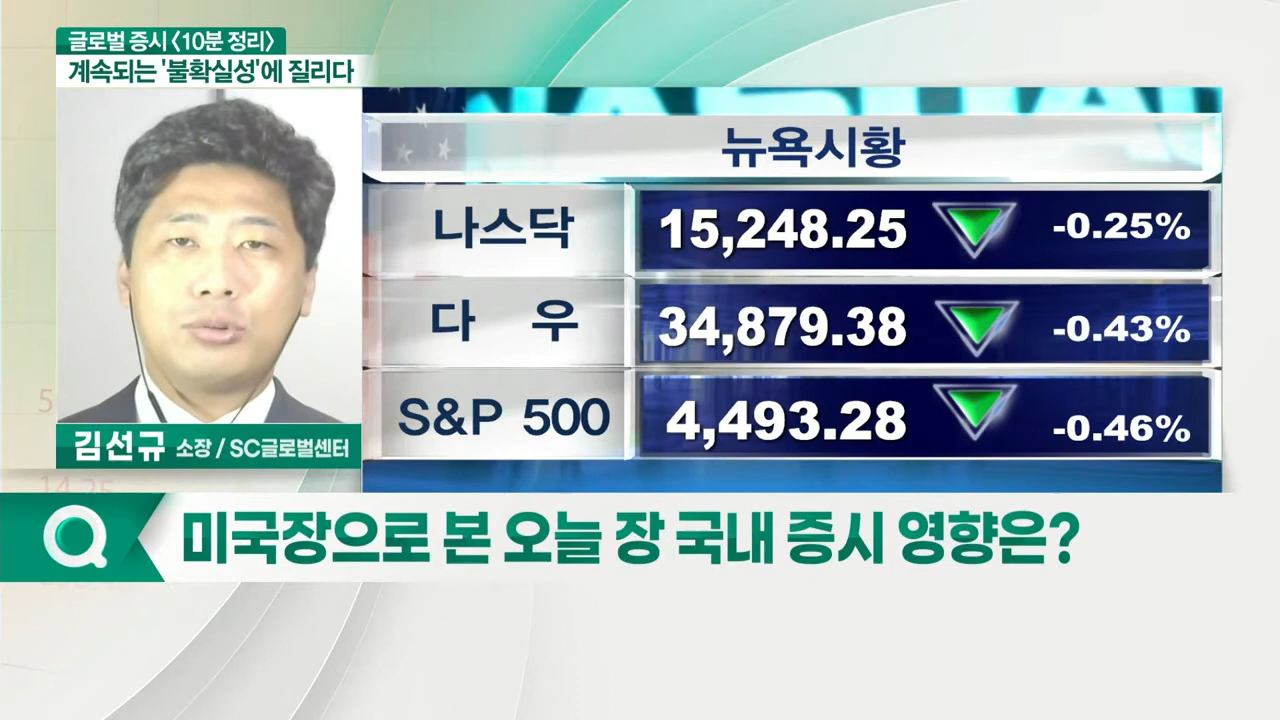 글로벌 증시 <10분 정리>
계속되는 '불확실성'에 질리다
뉴욕시황
나스닥 15,248.25 -0.25%
다 우 34,879.38 -0.43%
S&P 500 4,493.28 -0.46%
김선규 소장 / SC글로벌센터
Q 미국장으로 본 오늘 장 국내 증시 영향은?